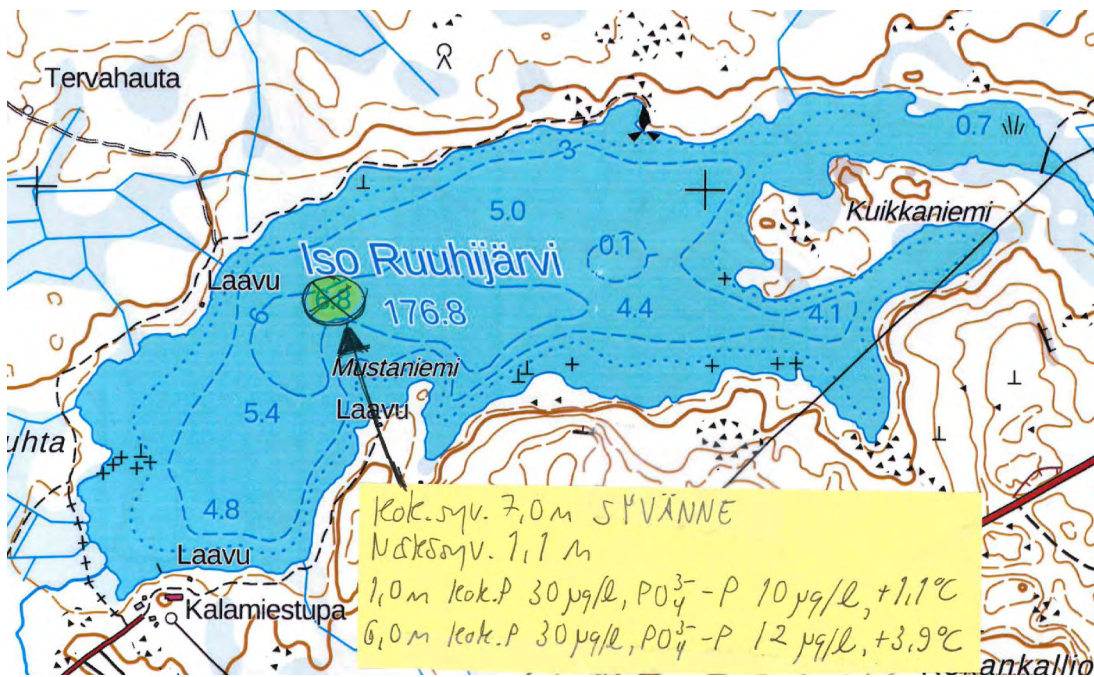 Tervahauta
0.7
3
5.0
Kuikkaniemi
0.1
Iso Ruuhijärvi
Laavu
6.8
176.8
4.4
4.1
6
Mustaniemi
Laavu
5.4
uhta
4.8
Kok.syv. 7,0 m SYVÄNNE
Näkösyv. 1,1 m
1,0 m kok.P 30 µg/l, PO₄³⁻-P 10 µg/l, +1,1°C
6,0 m kok.P 30 µg/l, PO₄³⁻-P 12 µg/l, +3,9°C
Laavu
Kalamiestupa
ankallio